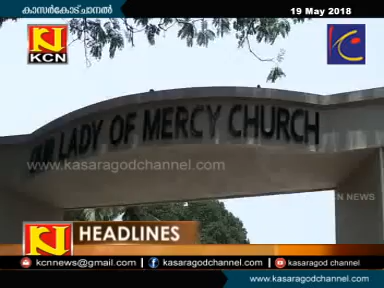 കാസർകോട് ചാനൽ
19 May 2018
KCN
OUR LADY OF MERCY CHURCH
www.kasaragodchannel.com
KCN NEWS
HEADLINES
kcnnews@gmail.com | kasaragodchannel.com | kasaragod channel
www.kasaragodchannel.com